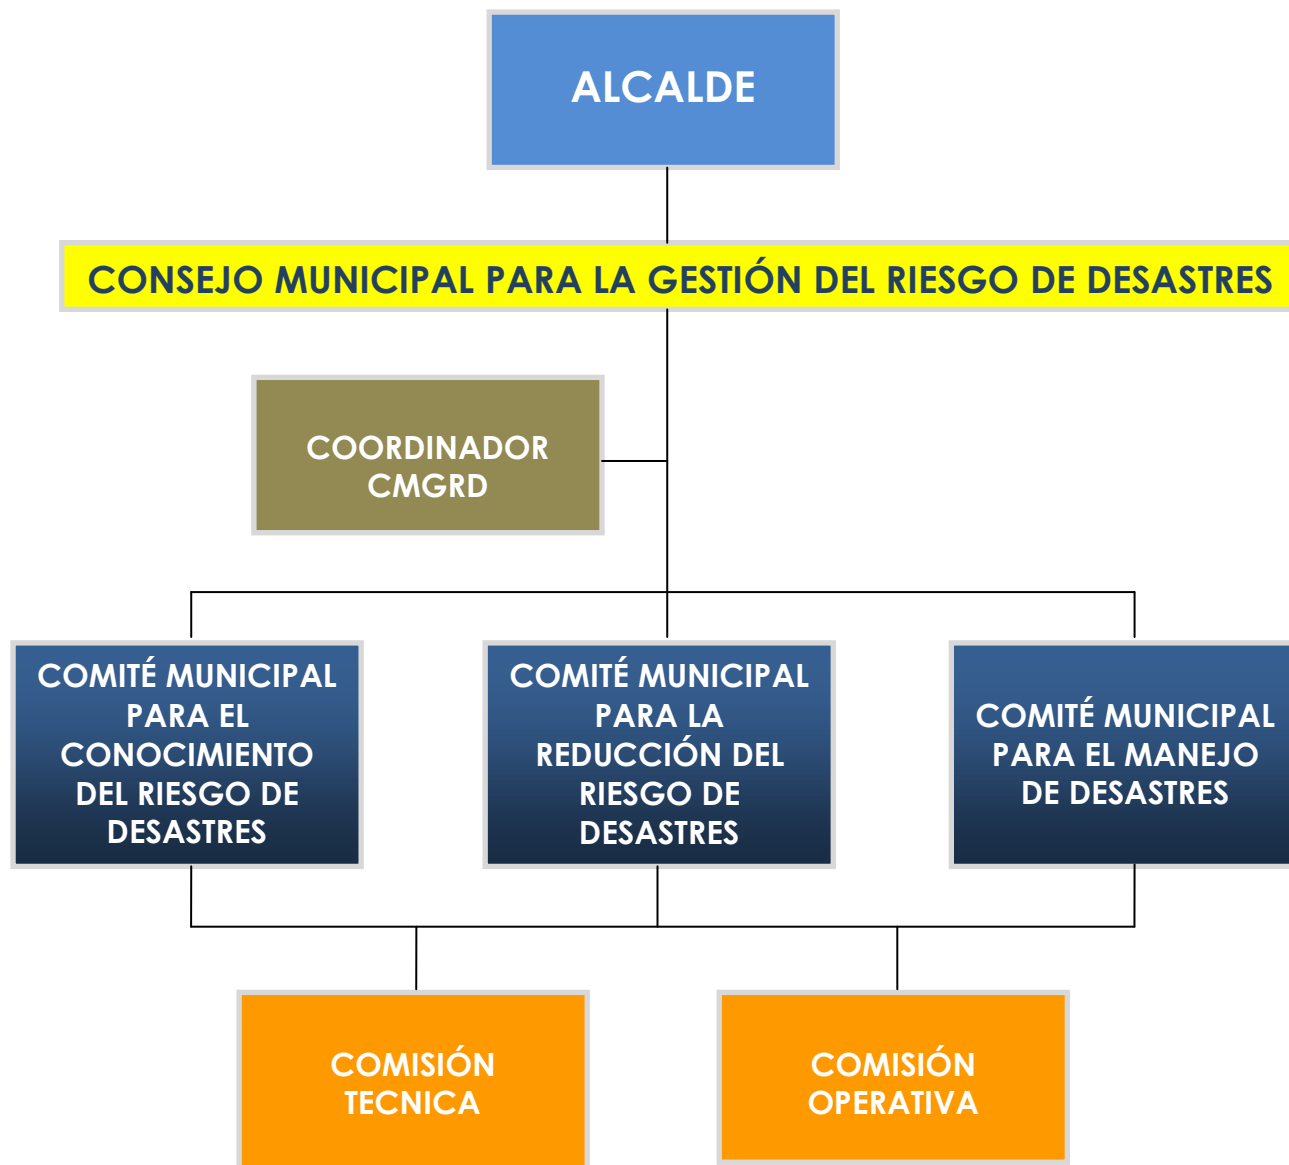 ALCALDE
CONSEJO MUNICIPAL PARA LA GESTIÓN DEL RIESGO DE DESASTRES
COORDINADOR
CMGRD
COMITÉ MUNICIPAL
PARA EL
CONOCIMIENTO
DEL RIESGO DE
DESASTRES
COMITÉ MUNICIPAL
PARA LA
REDUCCIÓN DEL
RIESGO DE
DESASTRES
COMITÉ MUNICIPAL
PARA EL MANEJO
DE DESASTRES
COMISIÓN
TECNICA
COMISIÓN
OPERATIVA